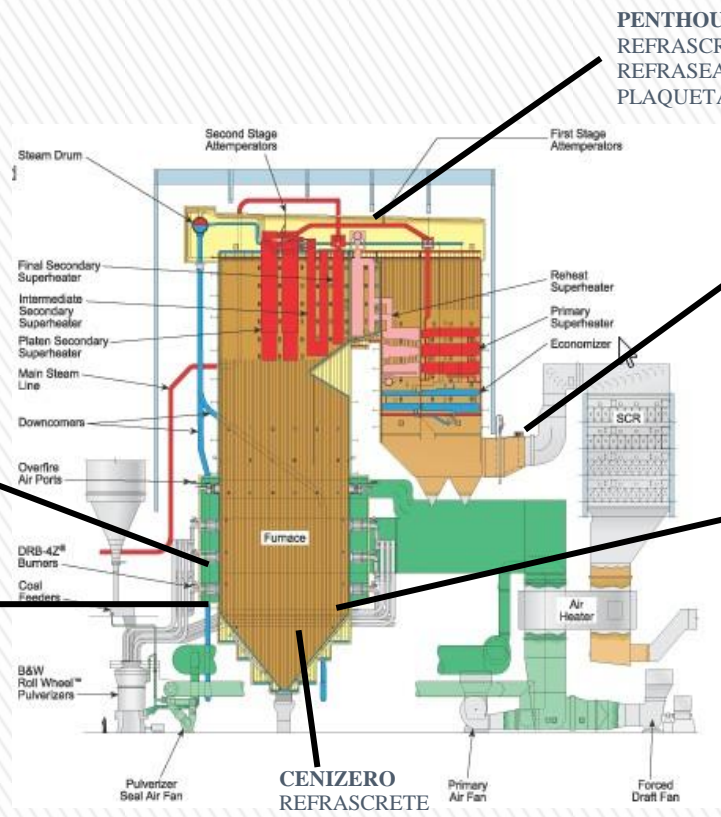 PENTHOU
REFRASCR
REFRASEA
PLAQUETA
Second Stage
Attemperators
First Stage
Attemperators
Steam Drum
Final Secondary
Superheater
Intermediate
Secondary
Superheater
Platen Secondary
Superheater
Main Steam
Line
Downcomers
Overfire
Air Ports
DRB-4Z®
Burners
Coal
Feeders
B&W
Roll Wheel™
Pulverizers
Reheat
Superheater
Primary
Superheater
Economizer
SCR
Furnace
Air
Heater
Pulverizer
Seal Air Fan
CENIZERO
REFRASCRETE
Primary
Air Fan
Forced
Draft Fan